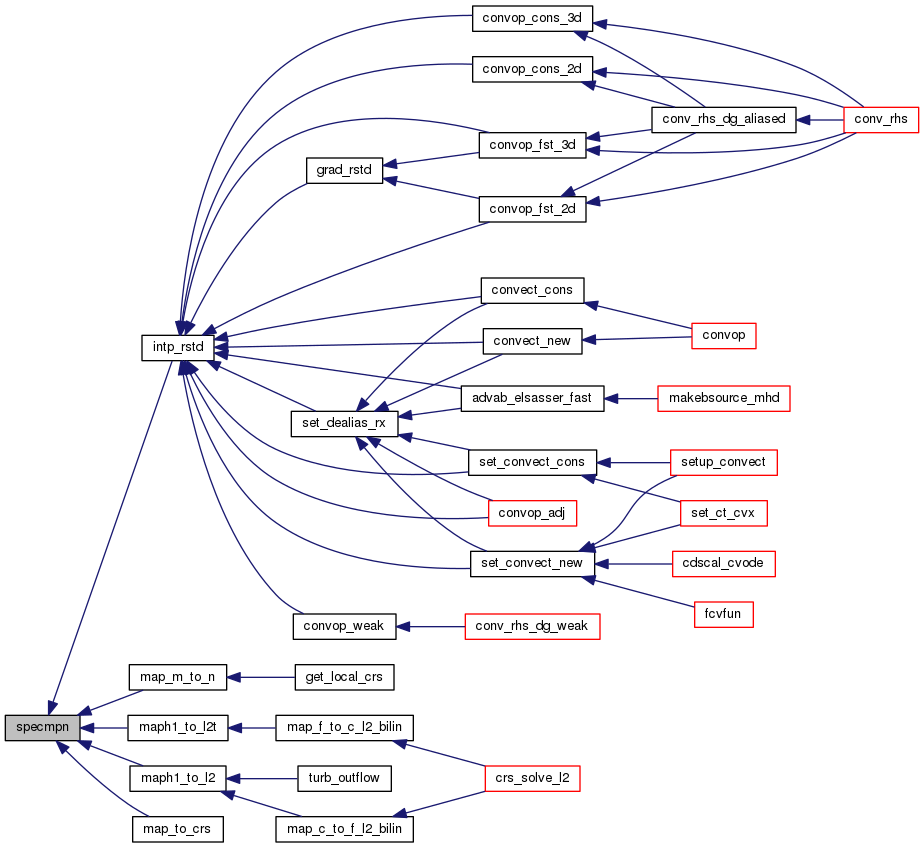 convop_cons_3d
convop_cons_2d
conv_rhs_dg_aliased
conv_rhs
convop_fst_3d
grad_rstd
convop_fst_2d
convect_cons
convop
convect_new
intp_rstd
advab_elsasser_fast
makebsource_mhd
set_dealias_rx
set_convect_cons
setup_convect
convop_adj
set_ct_cvx
set_convect_new
cdscal_cvode
fcvfun
convop_weak
conv_rhs_dg_weak
map_m_to_n
get_local_crs
specmpn
maph1_to_l2t
map_f_to_c_l2_bilin
maph1_to_l2
turb_outflow
crs_solve_l2
map_to_crs
map_c_to_f_l2_bilin